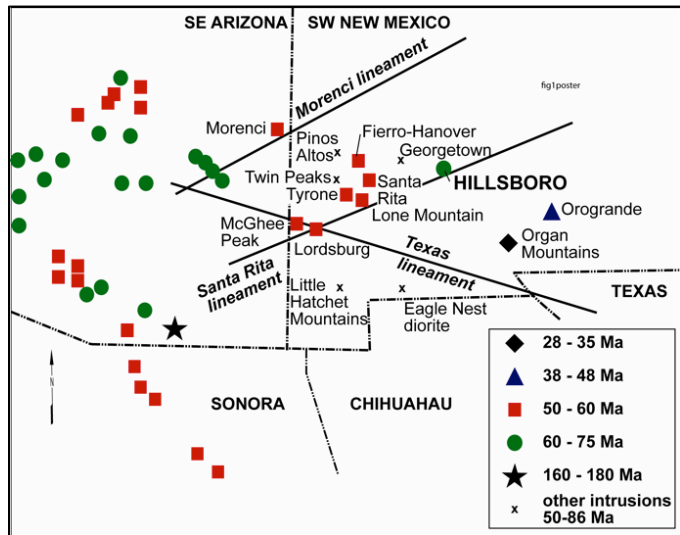 SE ARIZONA
SW NEW MEXICO
Morenci lineament
fig1poster
Morenci
Pinos
Altos
Fierro-Hanover
Georgetown
Twin Peaks
Tyrone
Santa
Rita
HILLSBORO
Lone Mountain
Orogrande
McGhee
Peak
Lordsburg
Texas
lineament
Organ
Mountains
Santa Rita
lineament
Little
Hatchet
Mountains
Eagle Nest
diorite
TEXAS
N
SONORA
CHIHUAHAU
28 - 35 Ma
38 - 48 Ma
50 - 60 Ma
60 - 75 Ma
160 - 180 Ma
other intrusions
50-86 Ma